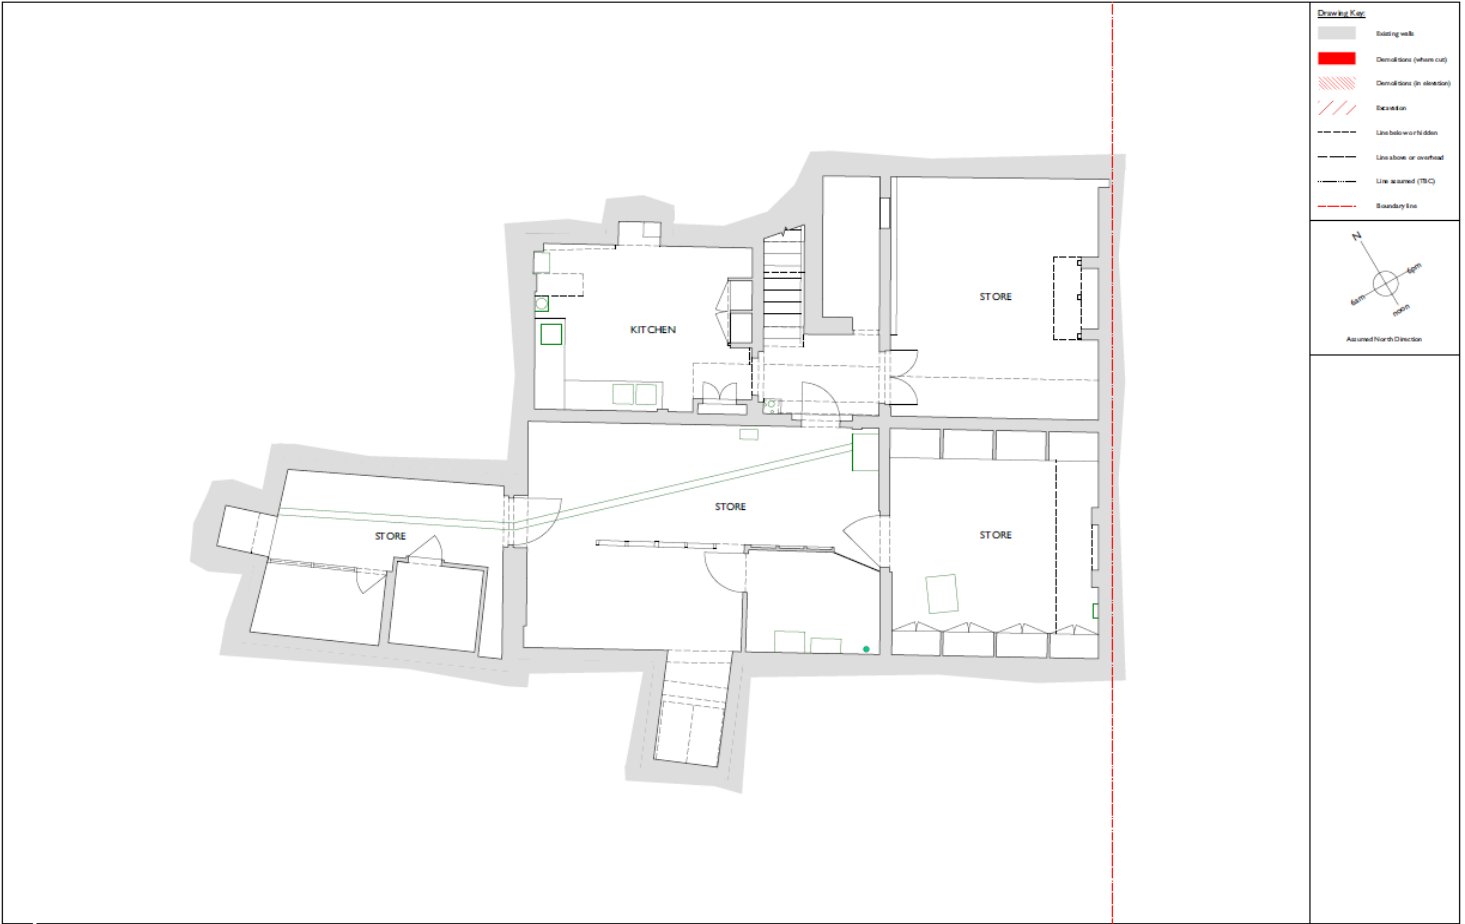 Drawing Key:
Existing walls
Demolitions (where cut)
Demolitions (in elevation)
Excavation
Line below or hidden
Line above or overhead
Line assumed (TBC)
Boundary line
N
6pm
6am
noon
Assumed North Direction
STORE
KITCHEN
STORE
STORE
STORE